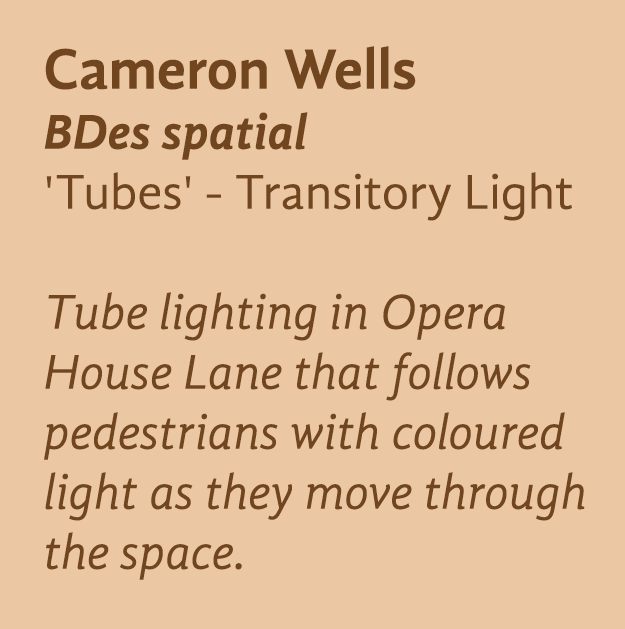 Cameron Wells
BDes spatial
'Tubes' - Transitory Light
Tube lighting in Opera
House Lane that follows
pedestrians with coloured
light as they move through
the space.